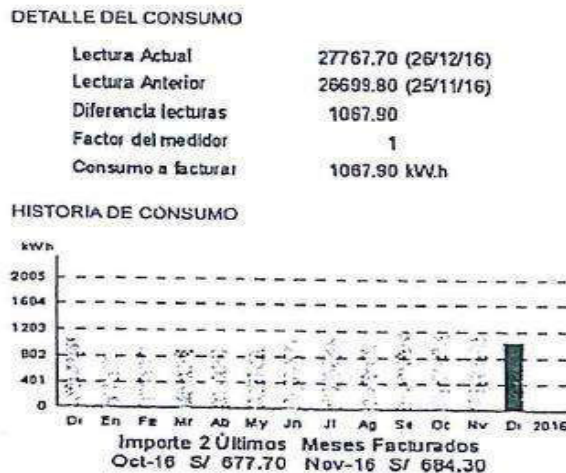 DETALLE DEL CONSUMO
Lectura Actual 27767.70 (26/12/16)
Lectura Anterior 26699.80 (25/11/16)
Diferencia lecturas 1067.90
Factor del medidor 1
Consumo a facturar 1067.90 kW.h
HISTORIA DE CONSUMO
kWh
2005
1604
1203
802
401
0
Di En Fe Mr Ab My Jn Jl Ag Se Oc Nv Di 2016
Importe 2 Últimos Meses Facturados
Oct-16 S/ 677.70 Nov-16 S/ 684.30